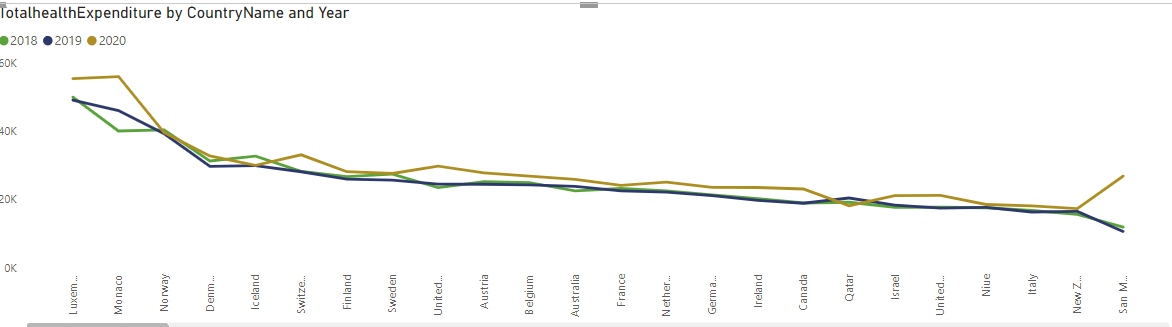 TotalhealthExpenditure by CountryName and Year
2018 2019 2020
60K
40K
20K
0K
Luxem...
Monaco
Norway
Denm...
Iceland
Switze...
Finland
Sweden
United...
Austria
Belgium
Australia
France
Nether...
Germa...
Ireland
Canada
Qatar
Israel
United...
Niue
Italy
New Z...
San M...